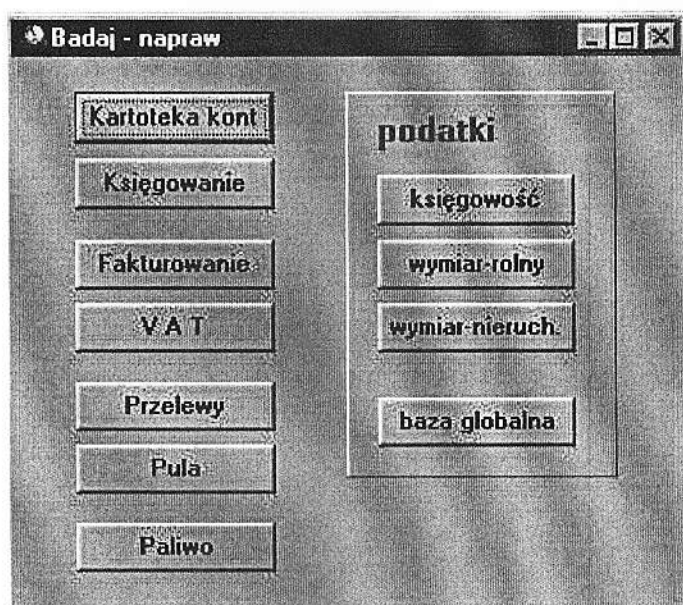 Badaj - napraw
Kartoteka kont
Księgowanie
Fakturowanie
V A T
Przelewy
Pula
Paliwo
podatki
księgowość
wymiar-rolny
wymiar-nieruch.
baza globalna